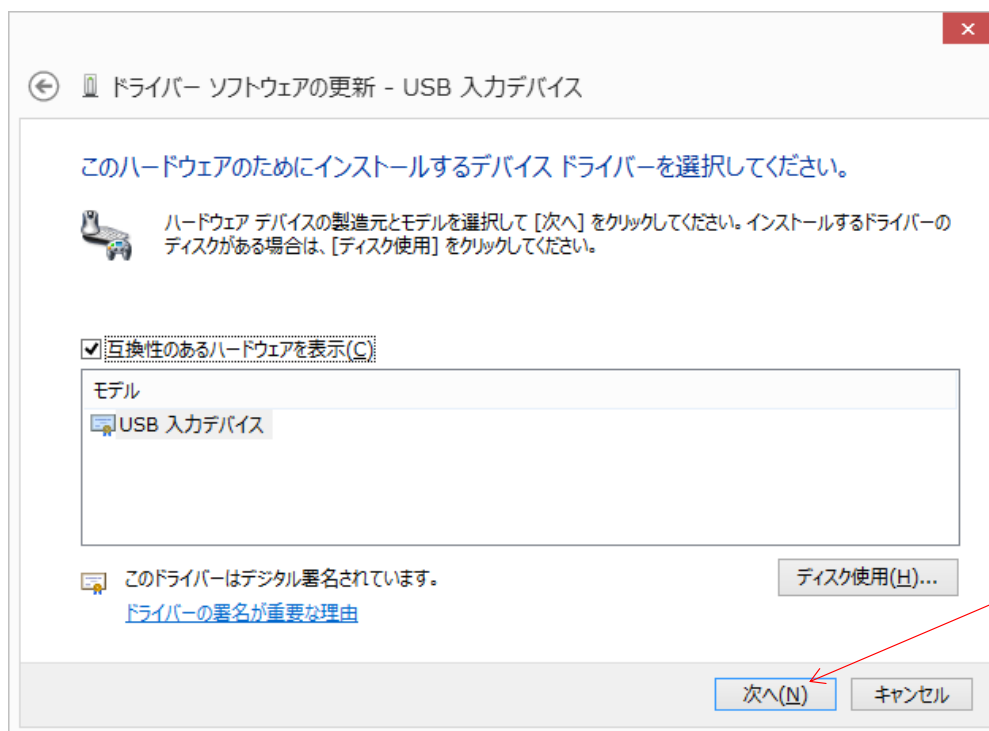 ドライバー ソフトウェアの更新 - USB 入力デバイス
このハードウェアのためにインストールするデバイス ドライバーを選択してください。
ハードウェア デバイスの製造元とモデルを選択して [次へ] をクリックしてください。インストールするドライバーの
ディスクがある場合は、[ディスク使用] をクリックしてください。
互換性のあるハードウェアを表示(C)
モデル
USB 入力デバイス
このドライバーはデジタル署名されています。
ディスク使用(H)...
ドライバーの署名が重要な理由
次へ(N)
キャンセル